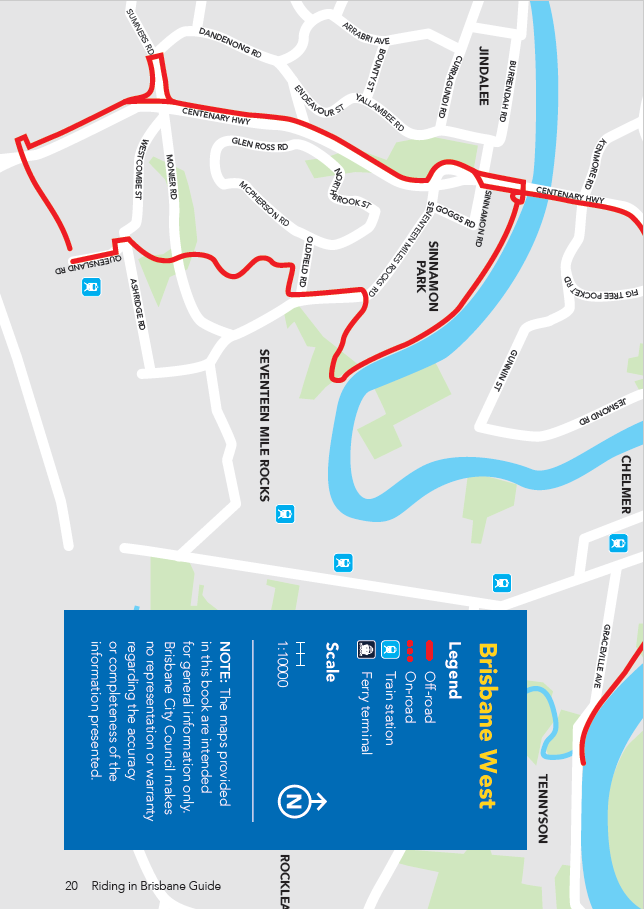 SUMNERS RD
DANDENONG RD
ARRABRI AVE
BOUNTY ST
CURRAGUNDI RD
JINDALEE
BURRENDAH RD
ENDEAVOUR ST
YALLAMBEE RD
CENTENARY HWY
KENMORE RD
WESTCOMBE ST
MONIER RD
GLEN ROSS RD
MCPHERSON RD
NORTH
BROOK ST
GOGGS RD
SINNAMON RD
CENTENARY HWY
SEVENTEEN MILES ROCKS RD
SINNAMON
PARK
OLDFIELD RD
QUEENSLAND RD
ASHRIDGE RD
FIG TREE POCKET RD
GUNNIN ST
JESMOND RD
SEVENTEEN MILE ROCKS
CHELMER
GRACEVILLE AVE
TENNYSON
ROCKLEA
Brisbane West
Legend
Off-road
On-road
Train station
Ferry terminal
Scale
1:10000
N
NOTE: The maps provided
in this book are intended
for general information only.
Brisbane City Council makes
no representation or warranty
regarding the accuracy
or completeness of the
information presented.
20 Riding in Brisbane Guide